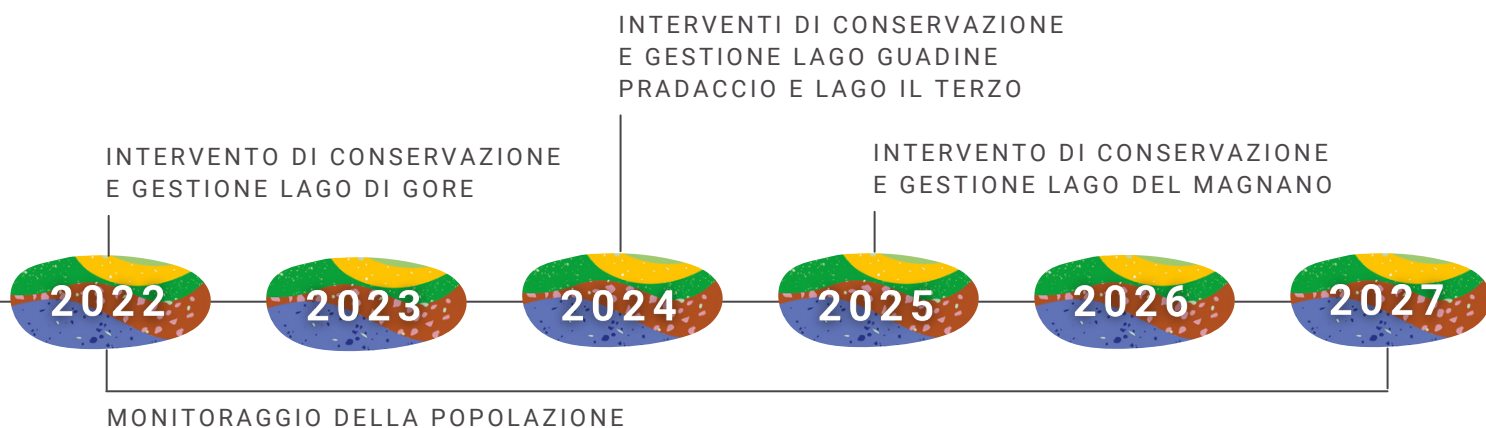 INTERVENTI DI CONSERVAZIONE
E GESTIONE LAGO GUADINE
PRADACCIO E LAGO IL TERZO
INTERVENTO DI CONSERVAZIONE
E GESTIONE LAGO DI GORE
INTERVENTO DI CONSERVAZIONE
E GESTIONE LAGO DEL MAGNANO
2022
2023
2024
2025
2026
2027
MONITORAGGIO DELLA POPOLAZIONE